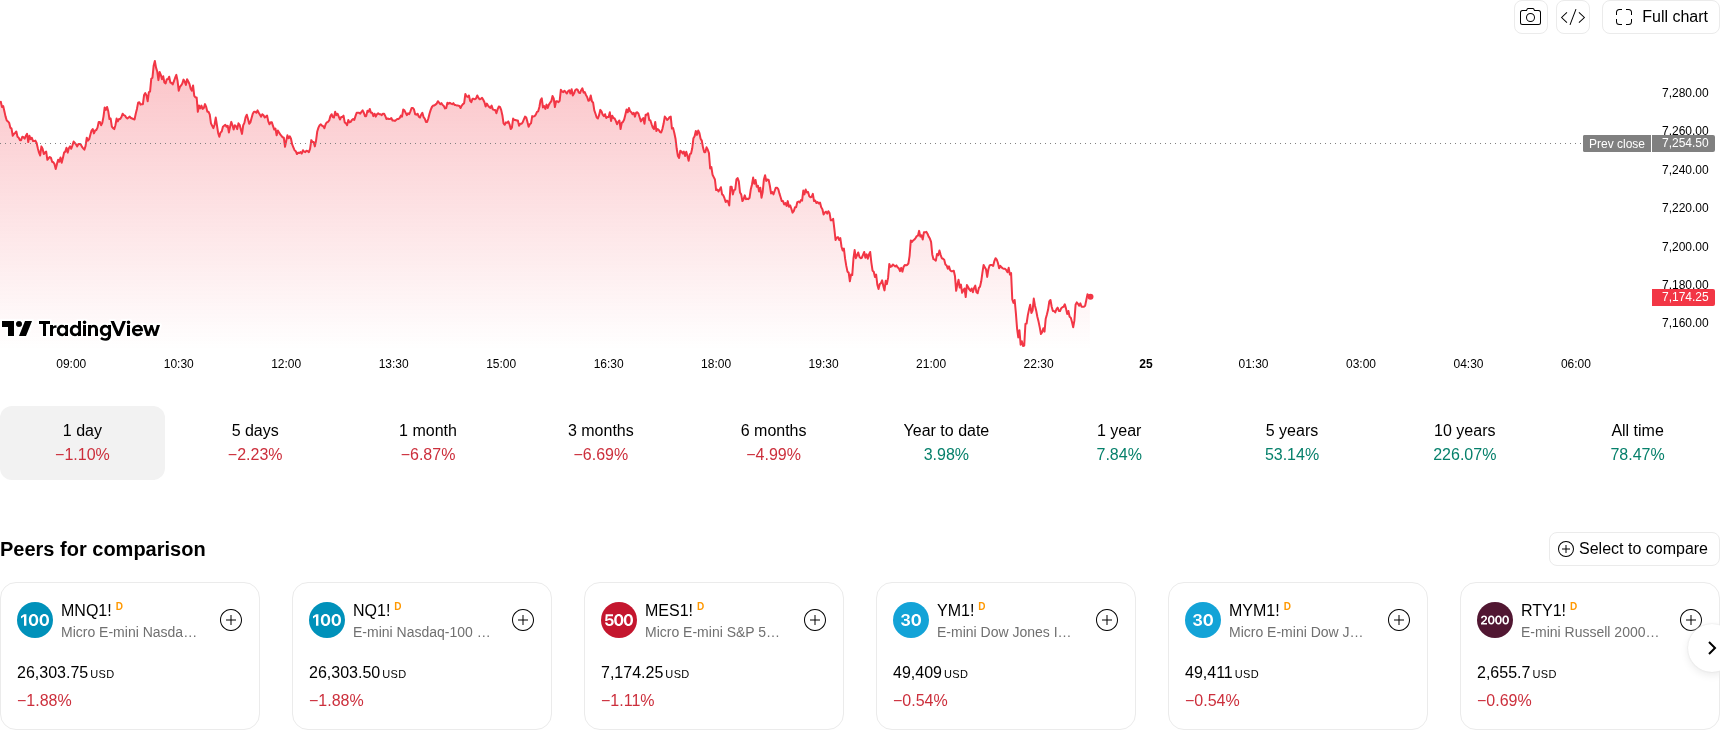 Full chart
7,280.00
7,260.00
Prev close 7,254.50
7,240.00
7,220.00
7,200.00
7,180.00
7,174.25
7,160.00
TradingView
09:00 10:30 12:00 13:30 15:00 16:30 18:00 19:30 21:00 22:30 25 01:30 03:00 04:30 06:00
1 day 5 days 1 month 3 months 6 months Year to date 1 year 5 years 10 years All time
−1.10% −2.23% −6.87% −6.69% −4.99% 3.98% 7.84% 53.14% 226.07% 78.47%
Peers for comparison
Select to compare
100 MNQ1! D
Micro E-mini Nasda…
26,303.75 USD
−1.88%
100 NQ1! D
E-mini Nasdaq-100 …
26,303.50 USD
−1.88%
500 MES1! D
Micro E-mini S&P 5…
7,174.25 USD
−1.11%
30 YM1! D
E-mini Dow Jones I…
49,409 USD
−0.54%
30 MYM1! D
Micro E-mini Dow J…
49,411 USD
−0.54%
2000 RTY1! D
E-mini Russell 2000…
2,655.7 USD
−0.69%